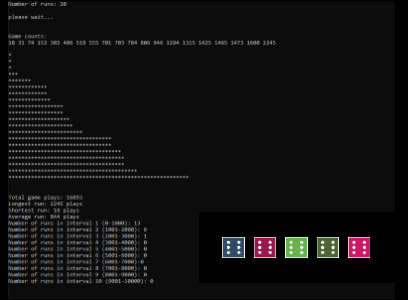 Number of runs: 20
please wait...
Game counts:
18 31 74 152 302 486 518 555 701 703 784 806 946 1204 1315 1425 1465 1473 1680 2245
*
*
*
***
*******
************
************
*************
*****************
*****************
*******************
********************
***********************
Total game plays: 16893
Longest run: 2245 plays
Shortest run: 18 plays
Average run: 844 plays
Number of runs in interval 1 (0-1000): 13
Number of runs in interval 2 (1001-2000): 6
Number of runs in interval 3 (2001-3000): 1
Number of runs in interval 4 (3001-4000): 0
Number of runs in interval 5 (4001-5000): 0
Number of runs in interval 6 (5001-6000): 0
Number of runs in interval 7 (6001-7000): 0
Number of runs in interval 8 (7001-8000): 0
Number of runs in interval 9 (8001-9000): 0
Number of runs in interval 10 (9001-10000): 0